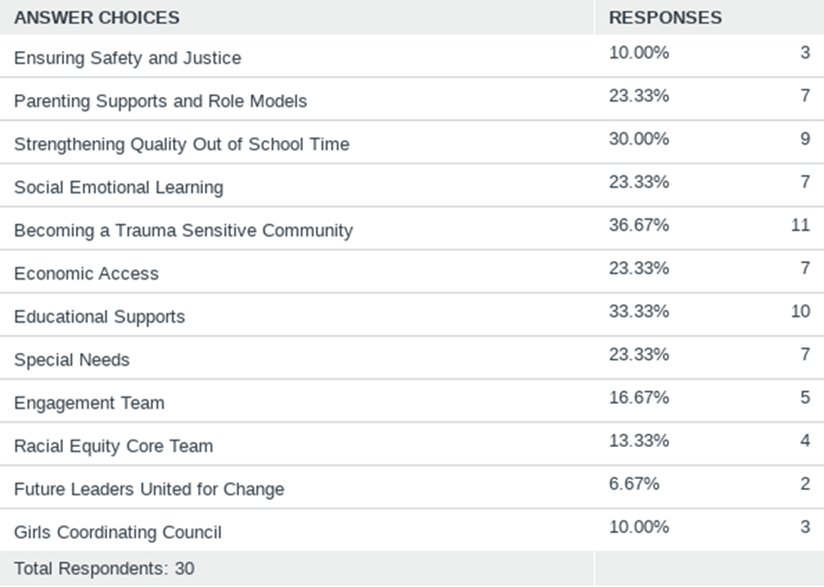 ANSWER CHOICES RESPONSES
Ensuring Safety and Justice 10.00% 3
Parenting Supports and Role Models 23.33% 7
Strengthening Quality Out of School Time 30.00% 9
Social Emotional Learning 23.33% 7
Becoming a Trauma Sensitive Community 36.67% 11
Economic Access 23.33% 7
Educational Supports 33.33% 10
Special Needs 23.33% 7
Engagement Team 16.67% 5
Racial Equity Core Team 13.33% 4
Future Leaders United for Change 6.67% 2
Girls Coordinating Council 10.00% 3
Total Respondents: 30